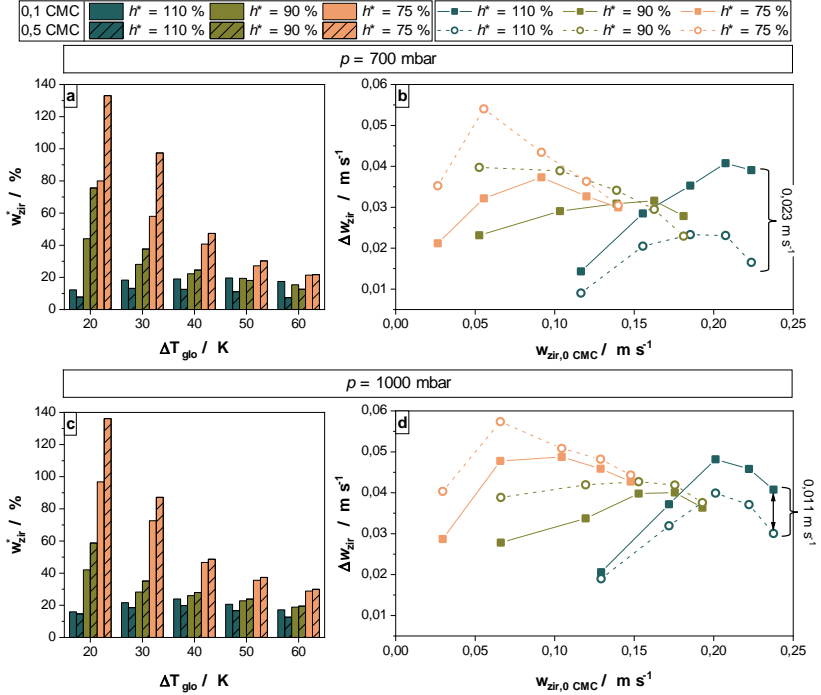 0,1 CMC h* = 110 % h* = 90 % h* = 75 % h* = 110 % h* = 90 % h* = 75 %
0,5 CMC h* = 110 % h* = 90 % h* = 75 % h* = 110 % h* = 90 % h* = 75 %
p = 700 mbar
a
140
120
100
80
60
40
20
0
w*zir / %
20 30 40 50 60
ΔTglo / K
b
0,06
0,05
0,04
0,03
0,02
0,01
Δwzir / m s-1
0,023 m s-1
0,00 0,05 0,10 0,15 0,20 0,25
wzir,0 CMC / m s-1
p = 1000 mbar
c
140
120
100
80
60
40
20
0
w*zir / %
20 30 40 50 60
ΔTglo / K
d
0,06
0,05
0,04
0,03
0,02
0,01
Δwzir / m s-1
0,011 m s-1
0,00 0,05 0,10 0,15 0,20 0,25
wzir,0 CMC / m s-1